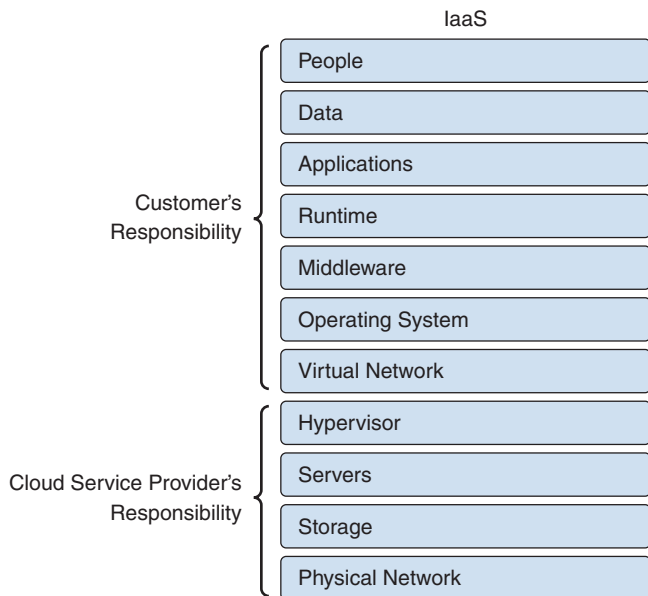 IaaS
People
Data
Applications
Customer's
Responsibility
Runtime
Middleware
Operating System
Virtual Network
Hypervisor
Servers
Cloud Service Provider's
Responsibility
Storage
Physical Network